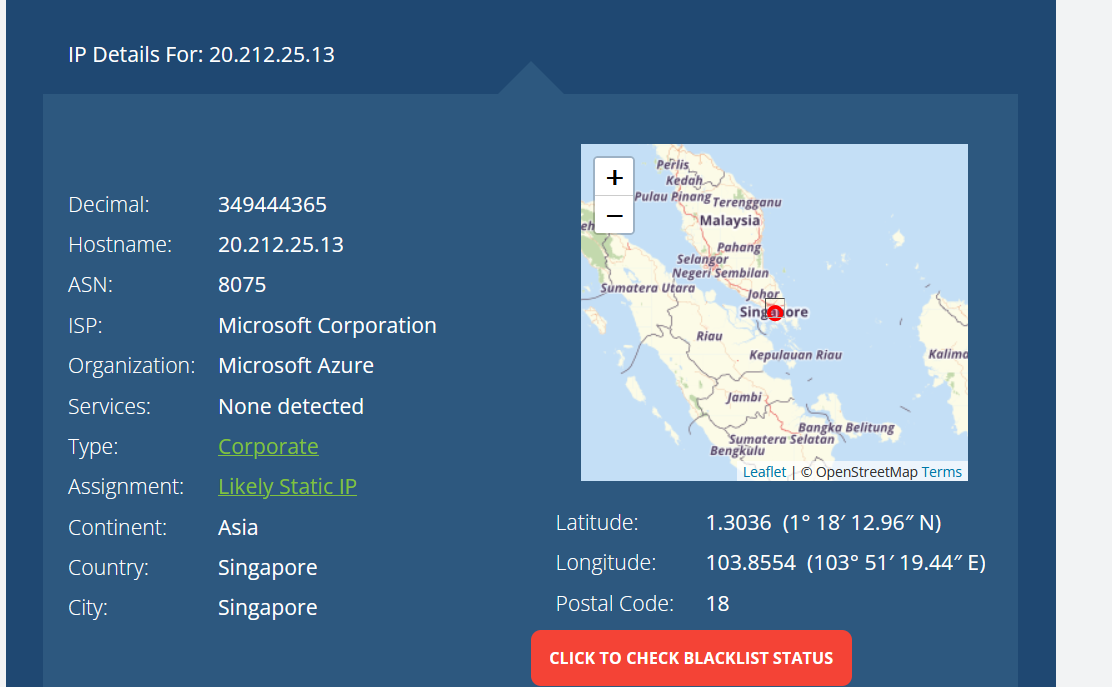 IP Details For: 20.212.25.13
Decimal: 349444365
Hostname: 20.212.25.13
ASN: 8075
ISP: Microsoft Corporation
Organization: Microsoft Azure
Services: None detected
Type: Corporate
Assignment: Likely Static IP
Continent: Asia
Country: Singapore
City: Singapore
+
−
Perlis
Kedah
Pulau Pinang
Terengganu
Malaysia
Pahang
Selangor
Negeri Sembilan
Sumatera Utara
Johor
Riau
Kepulauan Riau
Kalima
Jambi
Bangka Belitung
Sumatera Selatan
Bengkulu
Leaflet | © OpenStreetMap Terms
Latitude: 1.3036 (1° 18′ 12.96″ N)
Longitude: 103.8554 (103° 51′ 19.44″ E)
Postal Code: 18
CLICK TO CHECK BLACKLIST STATUS